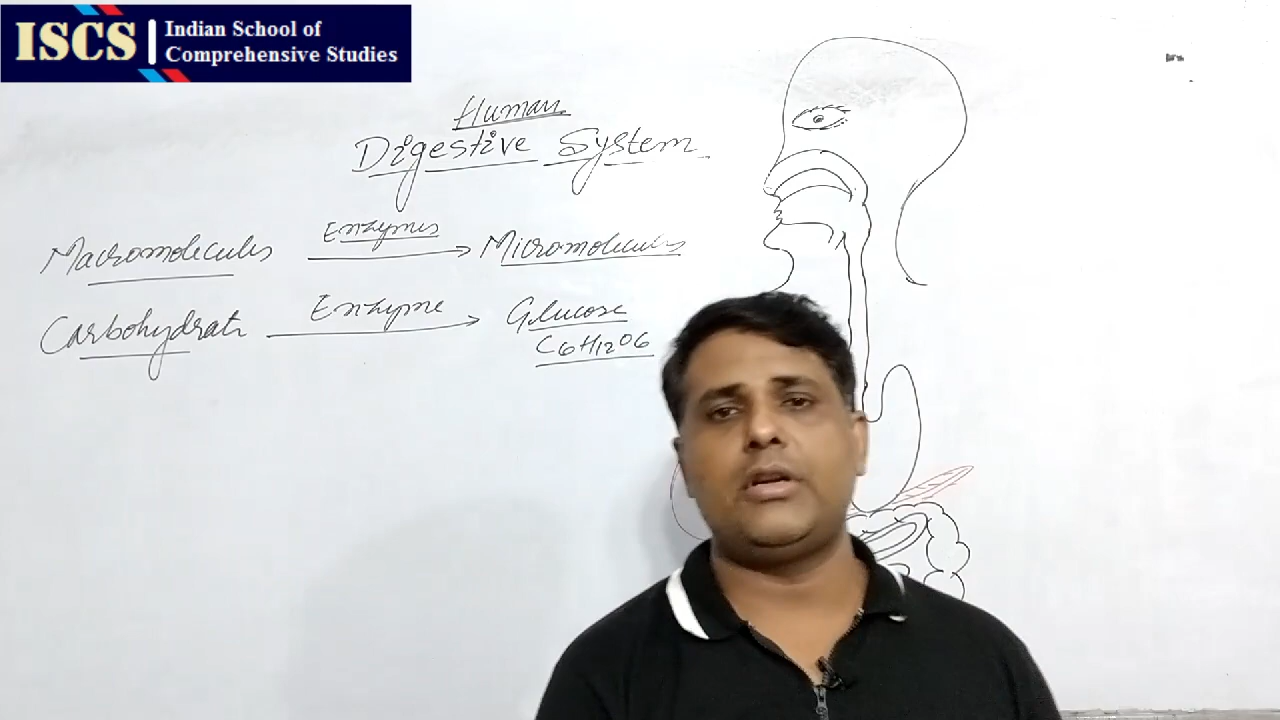 ISCS
Indian School of
Comprehensive Studies
Human
Digestive System
Macromolecules Enzymes Micromolecules
Carbohydrate Enzyme Glucose
C6H12O6